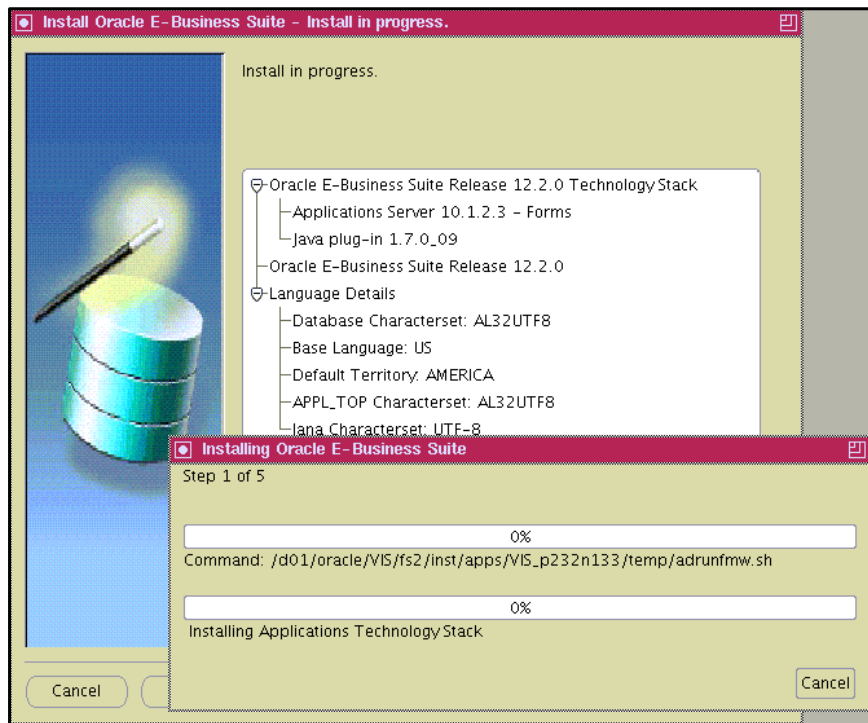 Install Oracle E-Business Suite - Install in progress.
Install in progress.
Oracle E-Business Suite Release 12.2.0 Technology Stack
Applications Server 10.1.2.3 - Forms
Java plug-in 1.7.0_09
Oracle E-Business Suite Release 12.2.0
Language Details
Database Characterset: AL32UTF8
Base Language: US
Default Territory: AMERICA
APPL_TOP Characterset: AL32UTF8
Iana Characterset: UTF-8
Installing Oracle E-Business Suite
Step 1 of 5
0%
Command: /d01/oracle/VIS/fs2/inst/apps/VIS_p232n133/temp/adrunfmw.sh
0%
Installing Applications Technology Stack
Cancel
Cancel